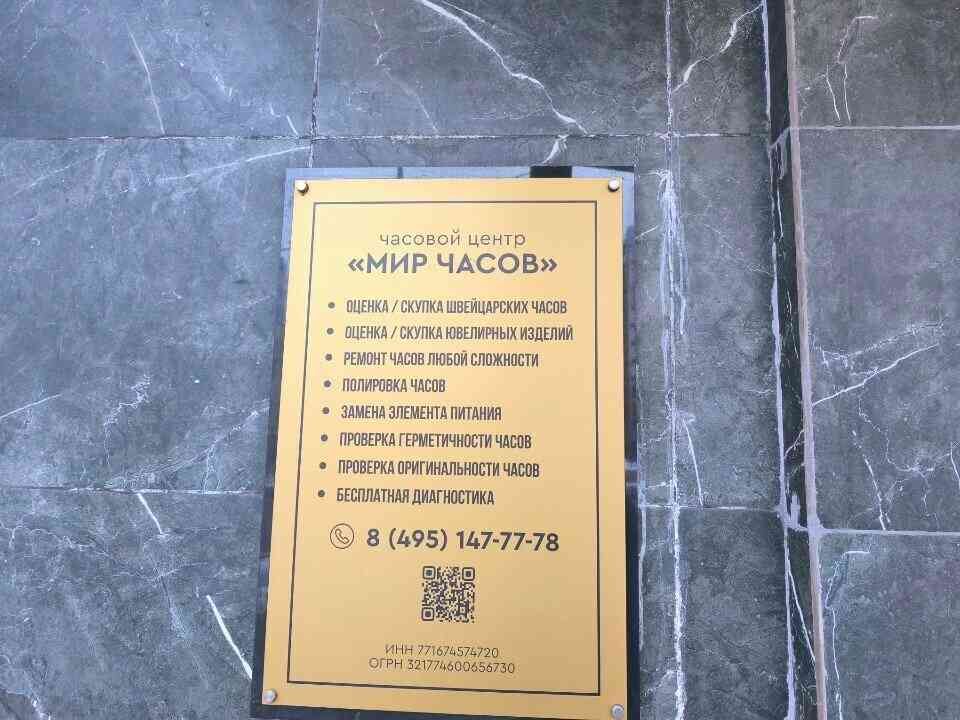 часовой центр
«МИР ЧАСОВ»
• ОЦЕНКА / СКУПКА ШВЕЙЦАРСКИХ ЧАСОВ
• ОЦЕНКА / СКУПКА ЮВЕЛИРНЫХ ИЗДЕЛИЙ
• РЕМОНТ ЧАСОВ ЛЮБОЙ СЛОЖНОСТИ
• ПОЛИРОВКА ЧАСОВ
• ЗАМЕНА ЭЛЕМЕНТА ПИТАНИЯ
• ПРОВЕРКА ГЕРМЕТИЧНОСТИ ЧАСОВ
• ПРОВЕРКА ОРИГИНАЛЬНОСТИ ЧАСОВ
• БЕСПЛАТНАЯ ДИАГНОСТИКА
8 (495) 147-77-78
ИНН 771674574720
ОГРН 321774600656730